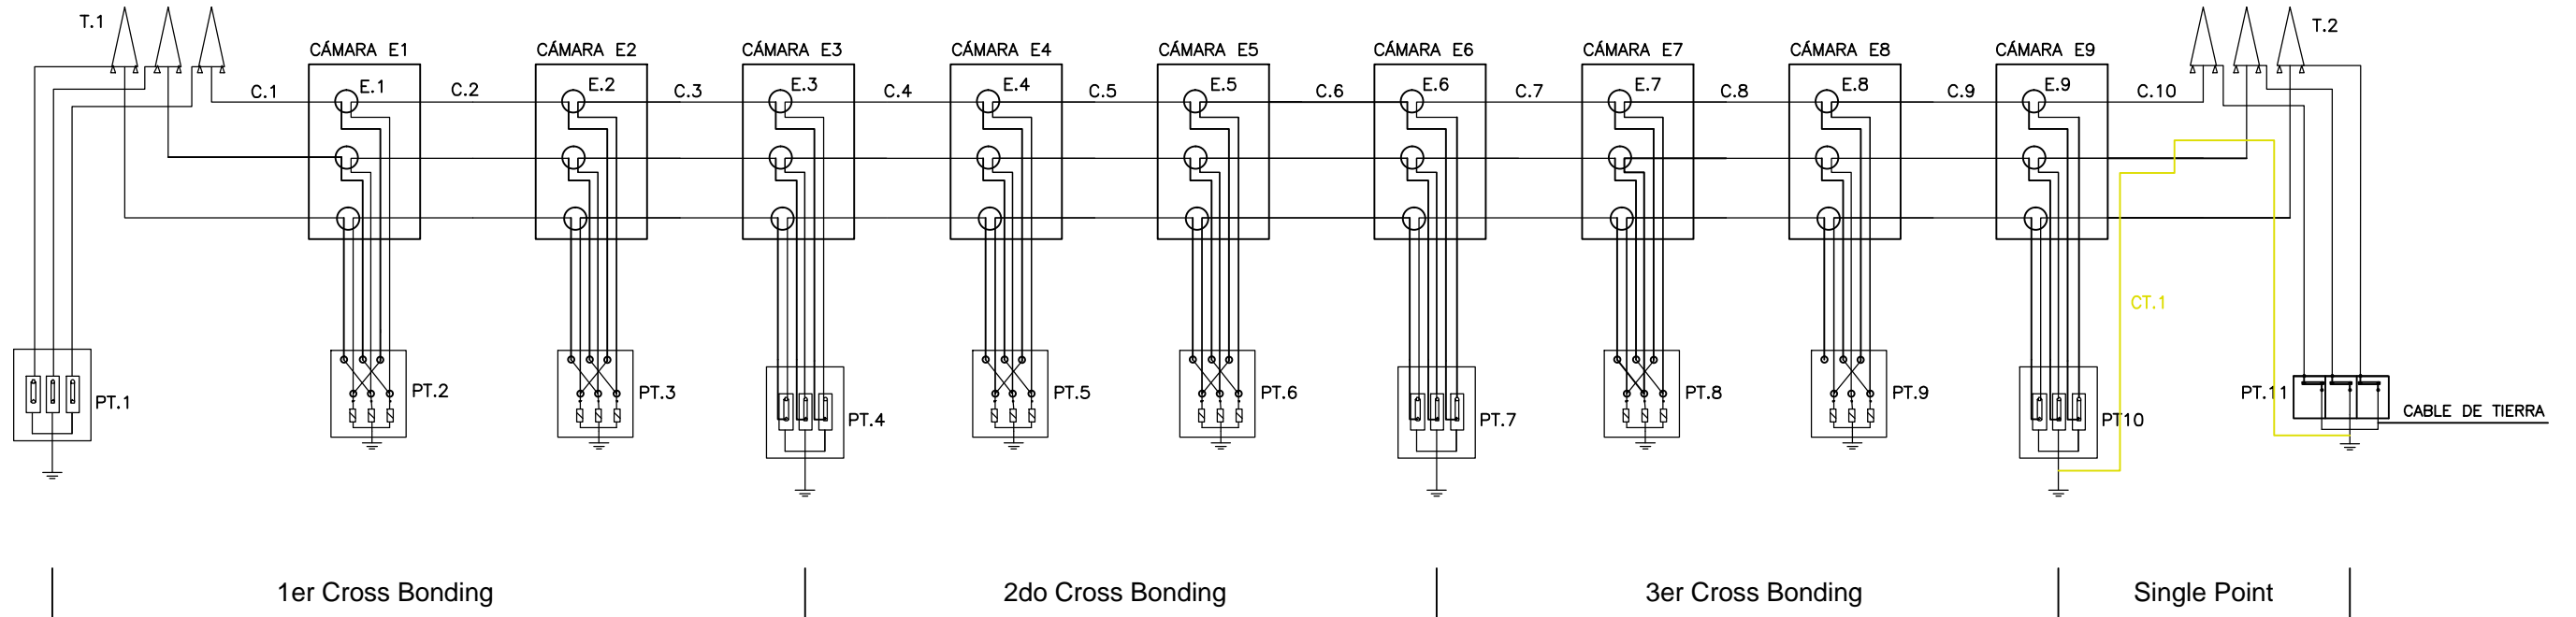 T.1
T.2
CÁMARA E1
CÁMARA E2
CÁMARA E3
CÁMARA E4
CÁMARA E5
CÁMARA E6
CÁMARA E7
CÁMARA E8
CÁMARA E9
C.1
E.1
C.2
E.2
C.3
E.3
C.4
E.4
C.5
E.5
C.6
E.6
C.7
E.7
C.8
E.8
C.9
E.9
C.10
CT.1
PT.1
PT.2
PT.3
PT.4
PT.5
PT.6
PT.7
PT.8
PT.9
PT10
PT.11
CABLE DE TIERRA
1er Cross Bonding
2do Cross Bonding
3er Cross Bonding
Single Point